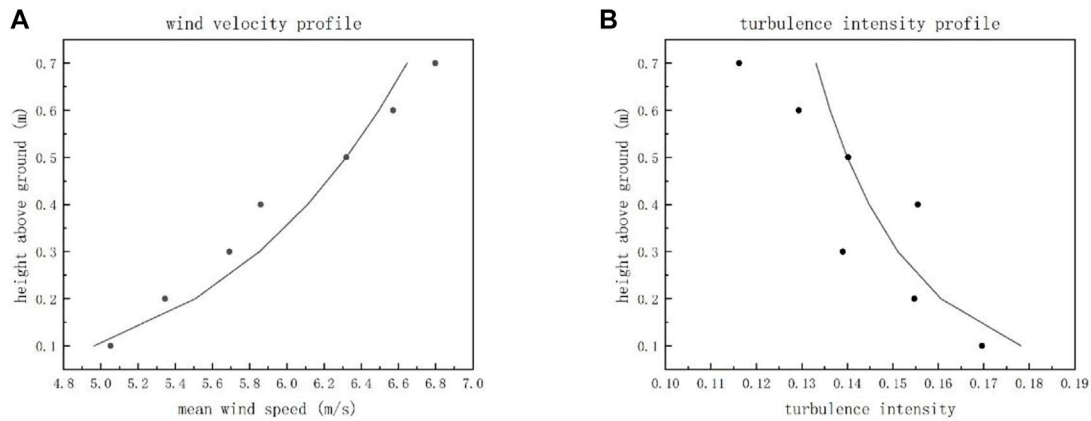 A
wind velocity profile
height above ground (m)
0.7
0.6
0.5
0.4
0.3
0.2
0.1
4.8 5.0 5.2 5.4 5.6 5.8 6.0 6.2 6.4 6.6 6.8 7.0
mean wind speed (m/s)
B
turbulence intensity profile
height above ground (m)
0.7
0.6
0.5
0.4
0.3
0.2
0.1
0.10 0.11 0.12 0.13 0.14 0.15 0.16 0.17 0.18 0.19
turbulence intensity